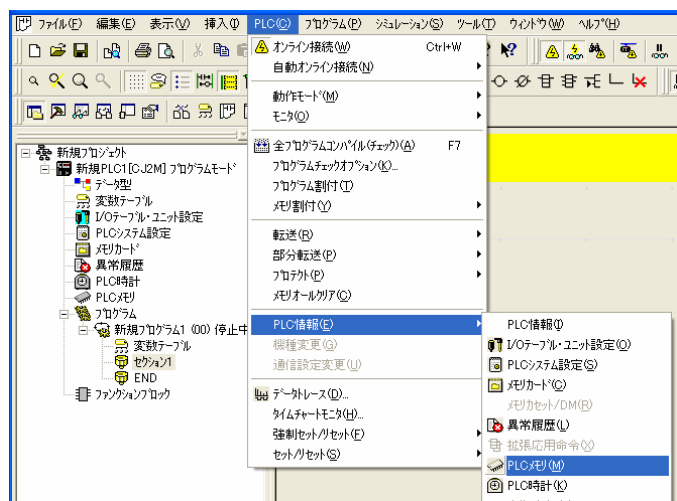 ファイル(F) 編集(E) 表示(V) 挿入(I) PLC(C) プログラム(P) シミュレーション(S) ツール(T) ウィンドウ(W) ヘルプ(H)
オンライン接続(W) Ctrl+W
自動オンライン接続(N)
動作モード(M)
モニタ(O)
全プログラムコンパイル(チェック)(A) F7
プログラムチェックオプション(K)...
プログラム割付(T)
メモリ割付(Y)
転送(R)
部分転送(P)
プロテクト(P)
メモリオールクリア(C)
PLC情報(E)
機種変更(G)
通信設定変更(U)
データトレース(D)...
タイムチャートモニタ(H)...
強制セット/リセット(F)
セット/リセット(S)
PLC情報(I)
I/Oテーブル・ユニット設定(O)
PLCシステム設定(S)
メモリカード(C)
メモリカセット/DM(R)
異常履歴(L)
拡張応用命令(X)
PLCメモリ(M)
PLC時計(K)
新規プロジェクト
新規PLC1[CJ2M] プログラムモード
データ型
変数テーブル
I/Oテーブル・ユニット設定
PLCシステム設定
メモリカード
異常履歴
PLC時計
PLCメモリ
プログラム
新規プログラム1 (00) 停止中
変数テーブル
セクション1
END
ファンクションブロック